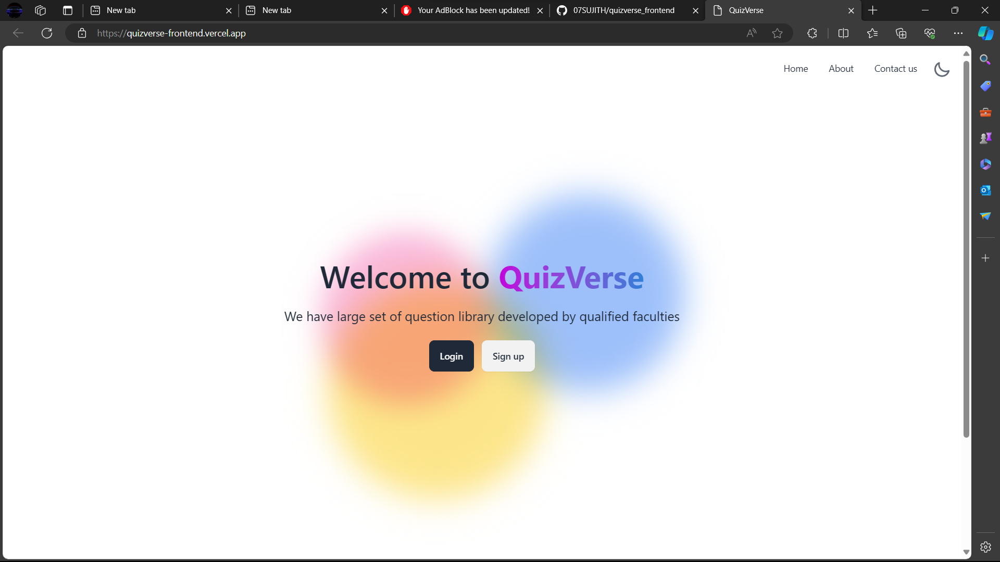 New tab
New tab
Your AdBlock has been updated!
07SUJITH/quizverse_frontend
QuizVerse
https://quizverse-frontend.vercel.app
Home
About
Contact us
Welcome to QuizVerse
We have large set of question library developed by qualified faculties
Login
Sign up